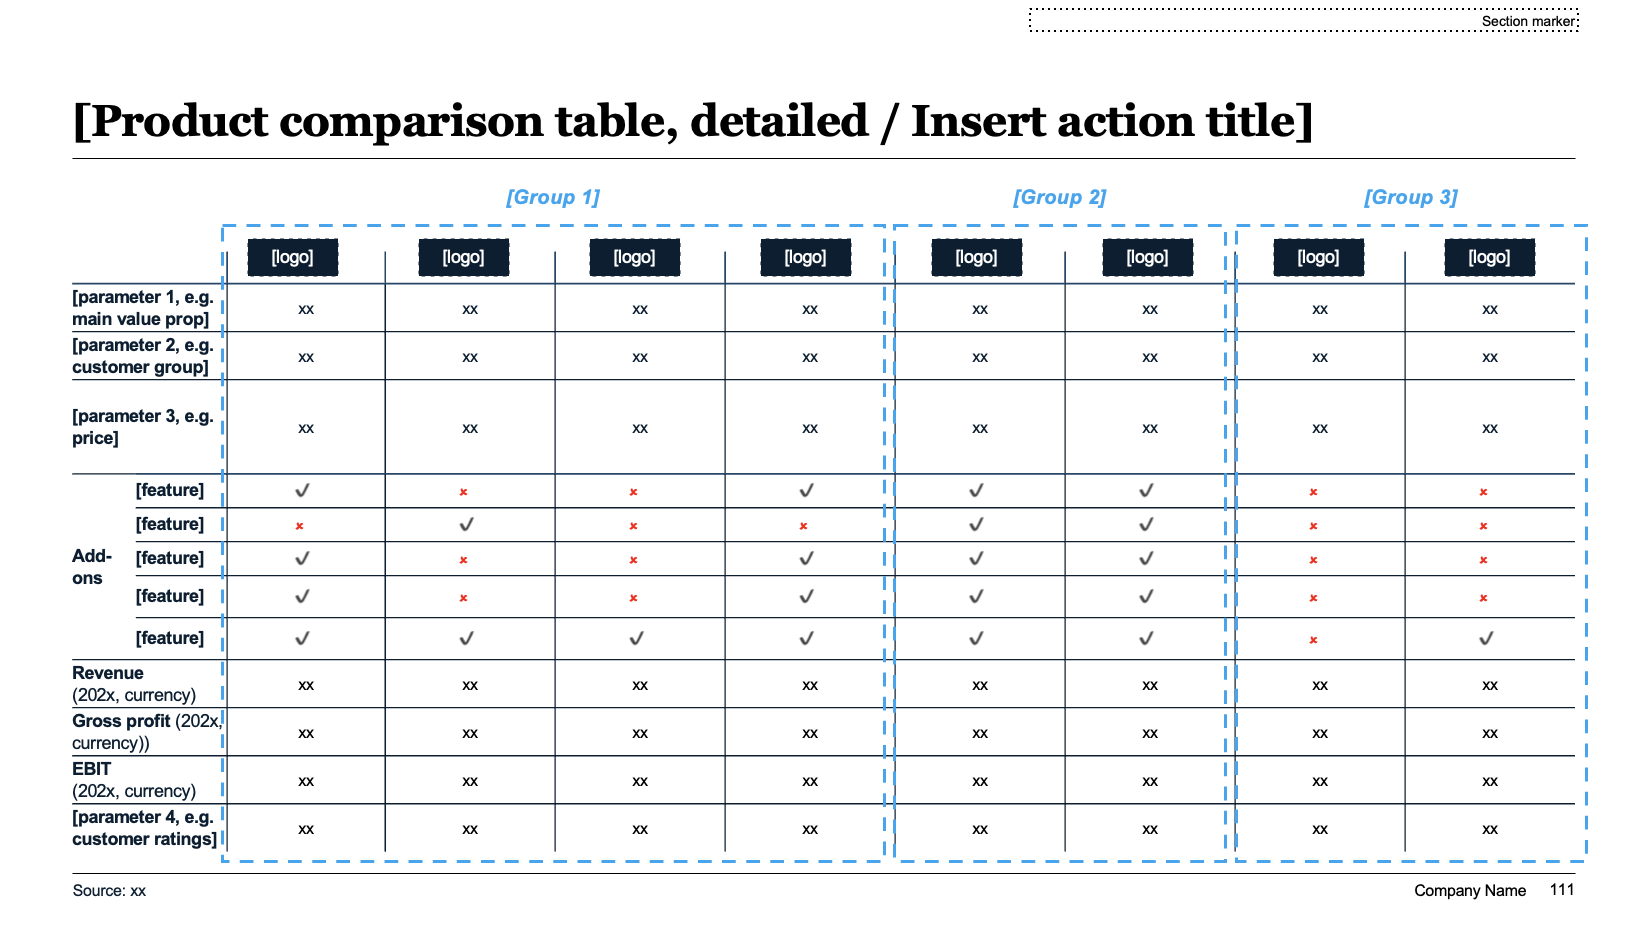 Section marker
[Product comparison table, detailed / Insert action title]
[Group 1] [Group 2] [Group 3]
[logo] [logo] [logo] [logo] [logo] [logo] [logo] [logo]
[parameter 1, e.g.
main value prop] xx xx xx xx xx xx xx xx
[parameter 2, e.g.
customer group] xx xx xx xx xx xx xx xx
[parameter 3, e.g.
price] xx xx xx xx xx xx xx xx
Add-
ons
[feature] ✓ ✗ ✗ ✓ ✓ ✓ ✗ ✗
[feature] ✗ ✓ ✗ ✗ ✓ ✓ ✗ ✗
[feature] ✓ ✗ ✗ ✓ ✓ ✓ ✗ ✗
[feature] ✓ ✗ ✗ ✓ ✓ ✓ ✗ ✗
[feature] ✓ ✓ ✓ ✓ ✓ ✓ ✗ ✓
Revenue
(202x, currency) xx xx xx xx xx xx xx xx
Gross profit (202x,
currency)) xx xx xx xx xx xx xx xx
EBIT
(202x, currency) xx xx xx xx xx xx xx xx
[parameter 4, e.g.
customer ratings] xx xx xx xx xx xx xx xx
Source: xx
Company Name 111